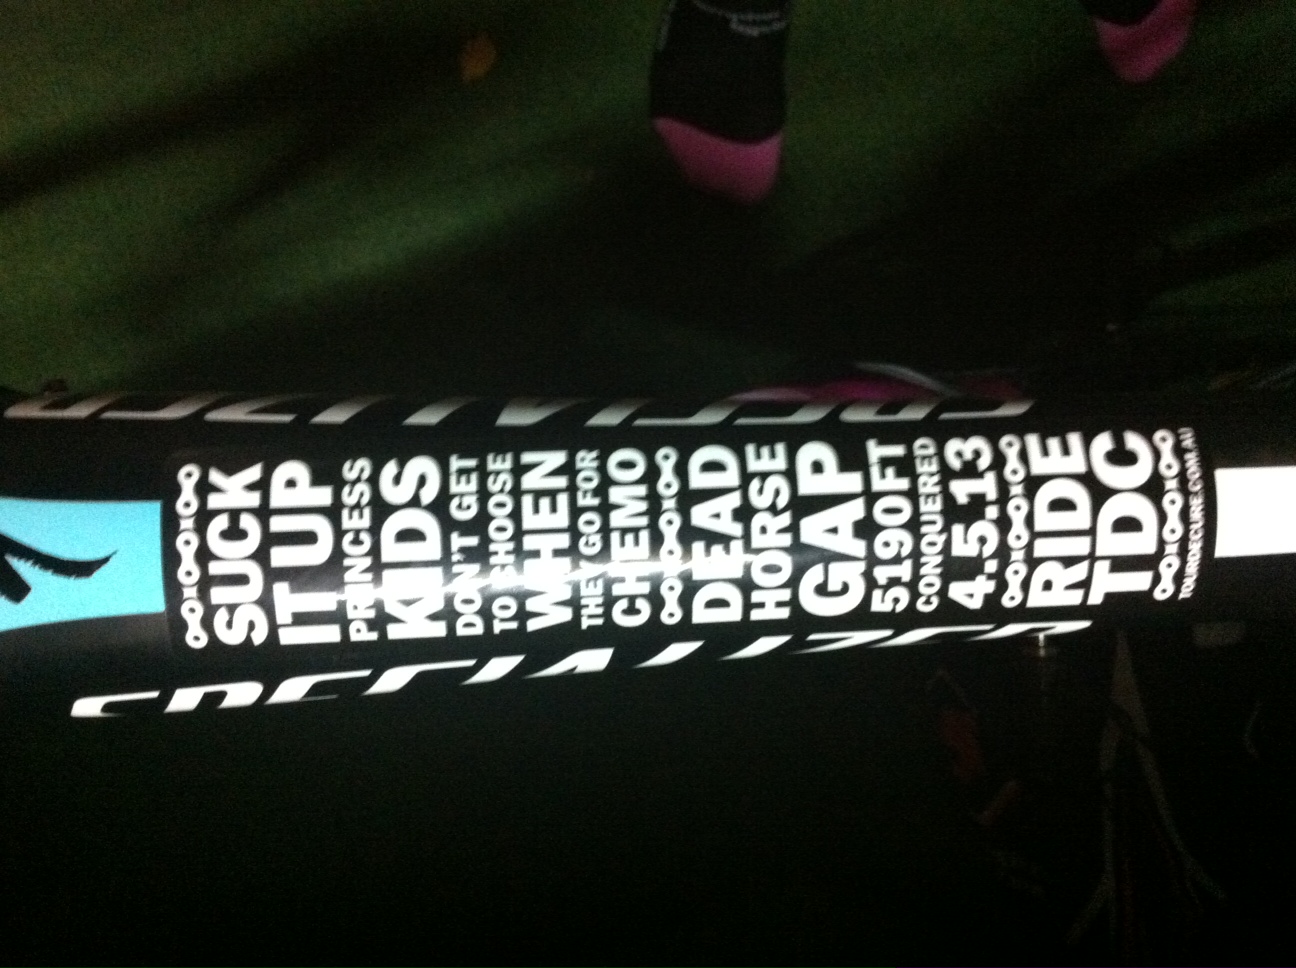 SUCK
IT UP
PRINCESS
KIDS
DON'T GET
TO CHOOSE
WHEN
THEY GO FOR
CHEMO
DEAD
HORSE
GAP
5190FT
CONQUERED
4.5.13
RIDE
TDC
TOURDECURE.COM.AU
SPECIALIZED